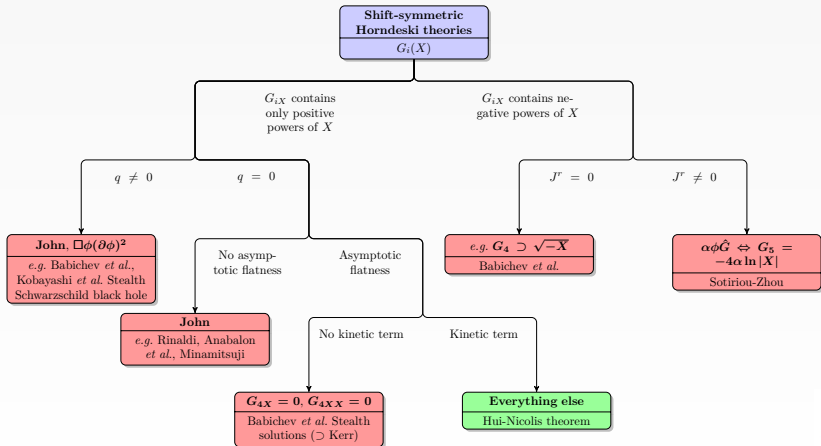 Shift-symmetric
Horndeski theories
G_i(X)
G_{iX} contains
only positive
powers of X
G_{iX} contains ne-
gative powers of X
q ≠ 0
q = 0
J^r = 0
J^r ≠ 0
John, □ϕ(∂ϕ)²
e.g. Babichev et al.,
Kobayashi et al. Stealth
Schwarzschild black hole
No asymp-
totic flatness
Asymptotic
flatness
e.g. G_4 ⊃ √−X
Babichev et al.
αϕĜ ⇔ G_5 =
−4α ln|X|
Sotiriou-Zhou
John
e.g. Rinaldi, Anabalon
et al., Minamitsuji
No kinetic term
Kinetic term
G_{4X} = 0, G_{4XX} = 0
Babichev et al. Stealth
solutions (⊃ Kerr)
Everything else
Hui-Nicolis theorem